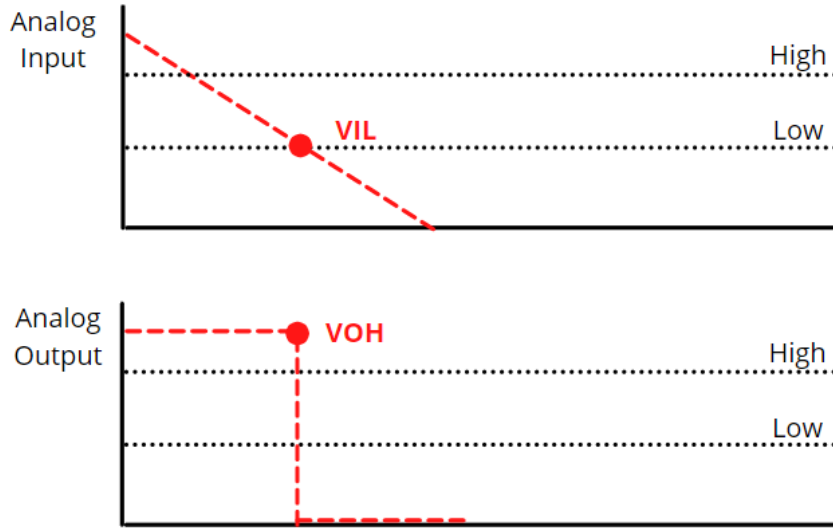 Analog
Input
High
VIL
Low
Analog
Output
VOH
High
Low